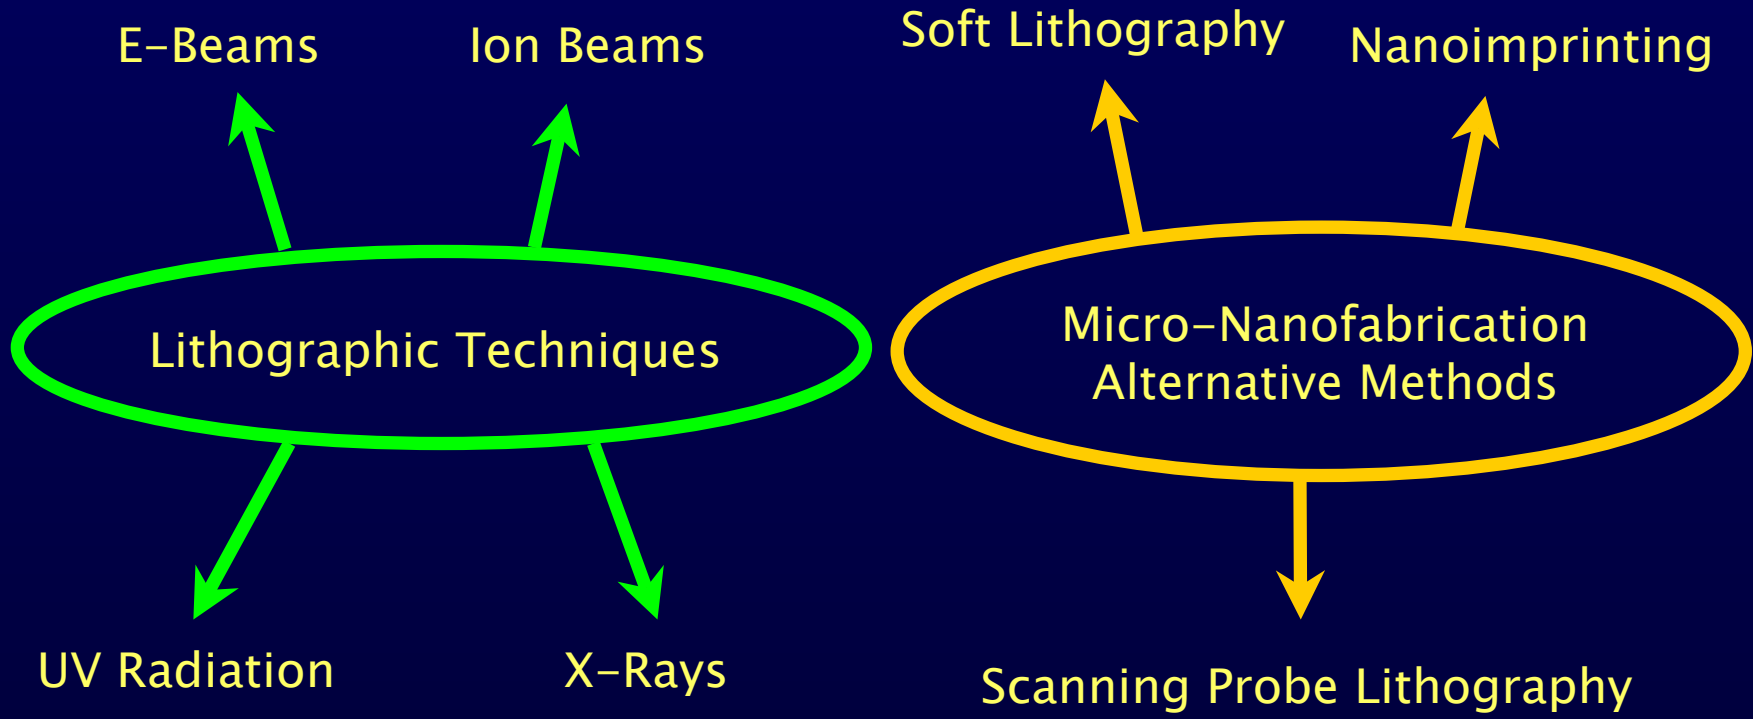 E-Beams
Ion Beams
Lithographic Techniques
UV Radiation
X-Rays
Soft Lithography
Nanoimprinting
Micro-Nanofabrication
Alternative Methods
Scanning Probe Lithography